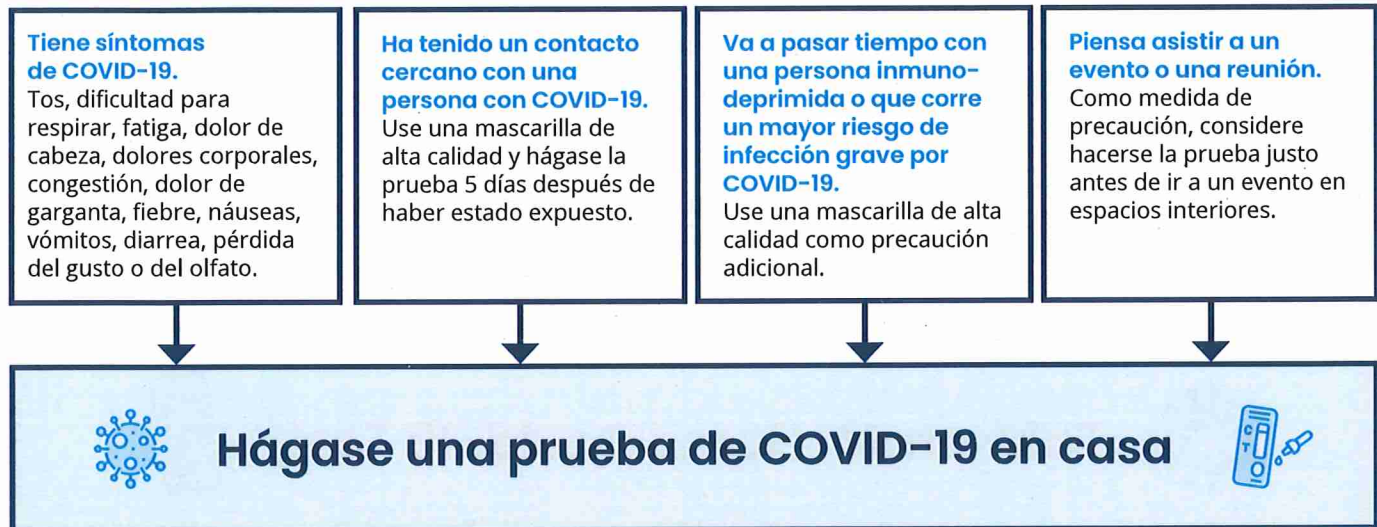 Tiene síntomas
de COVID-19.
Tos, dificultad para
respirar, fatiga, dolor de
cabeza, dolores corporales,
congestión, dolor de
garganta, fiebre, náuseas,
vómitos, diarrea, pérdida
del gusto o del olfato.
Ha tenido un contacto
cercano con una
persona con COVID-19.
Use una mascarilla de
alta calidad y hágase la
prueba 5 días después de
haber estado expuesto.
Va a pasar tiempo con
una persona inmuno-
deprimida o que corre
un mayor riesgo de
infección grave por
COVID-19.
Use una mascarilla de alta
calidad como precaución
adicional.
Piensa asistir a un
evento o una reunión.
Como medida de
precaución, considere
hacerse la prueba justo
antes de ir a un evento en
espacios interiores.
Hágase una prueba de COVID-19 en casa
C
T